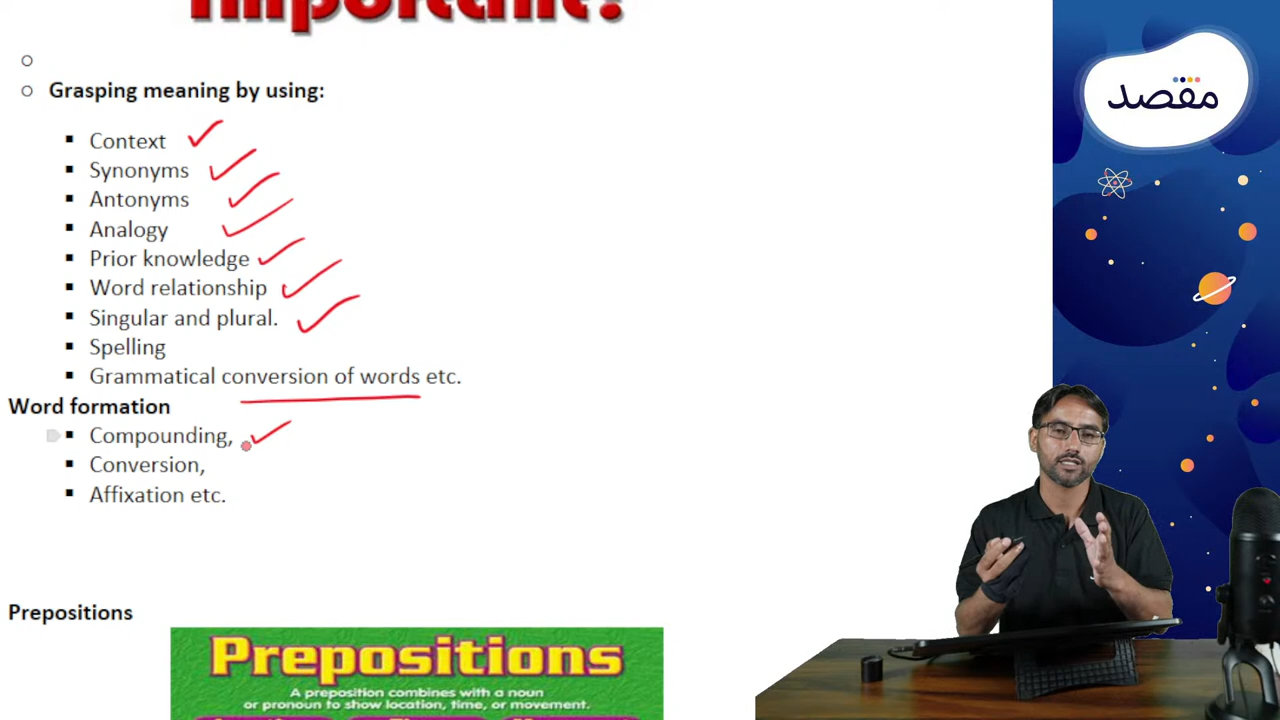 Important?
مقصد
Grasping meaning by using:
Context
Synonyms
Antonyms
Analogy
Prior knowledge
Word relationship
Singular and plural.
Spelling
Grammatical conversion of words etc.
Word formation
Compounding,
Conversion,
Affixation etc.
Prepositions
Prepositions
A preposition combines with a noun
or pronoun to show location, time, or movement.